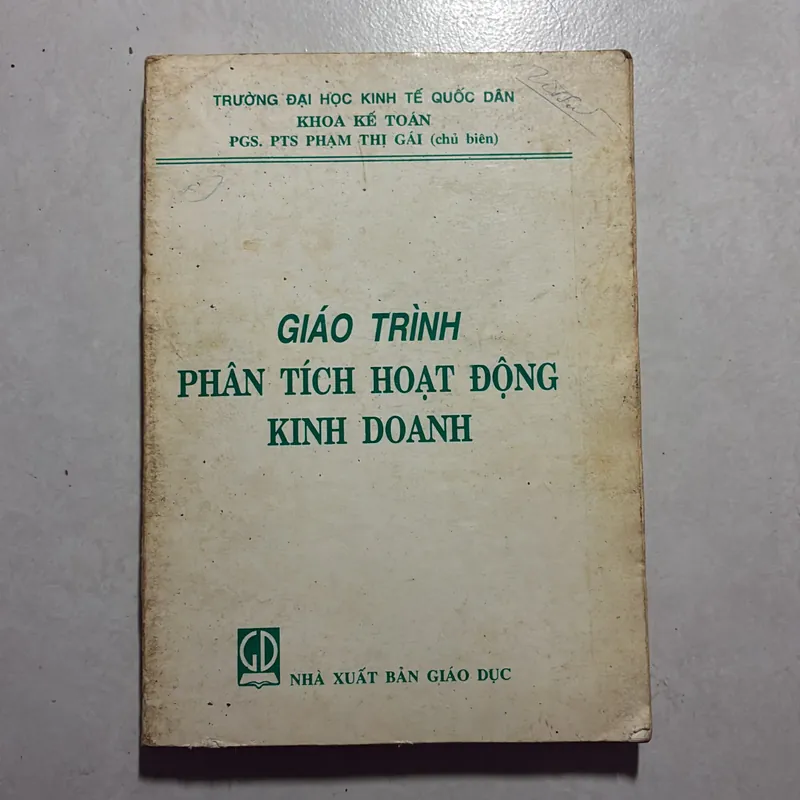 TRƯỜNG ĐẠI HỌC KINH TẾ QUỐC DÂN
KHOA KẾ TOÁN
PGS. PTS PHẠM THỊ GÁI (chủ biên)
GIÁO TRÌNH
PHÂN TÍCH HOẠT ĐỘNG
KINH DOANH
GD
NHÀ XUẤT BẢN GIÁO DỤC